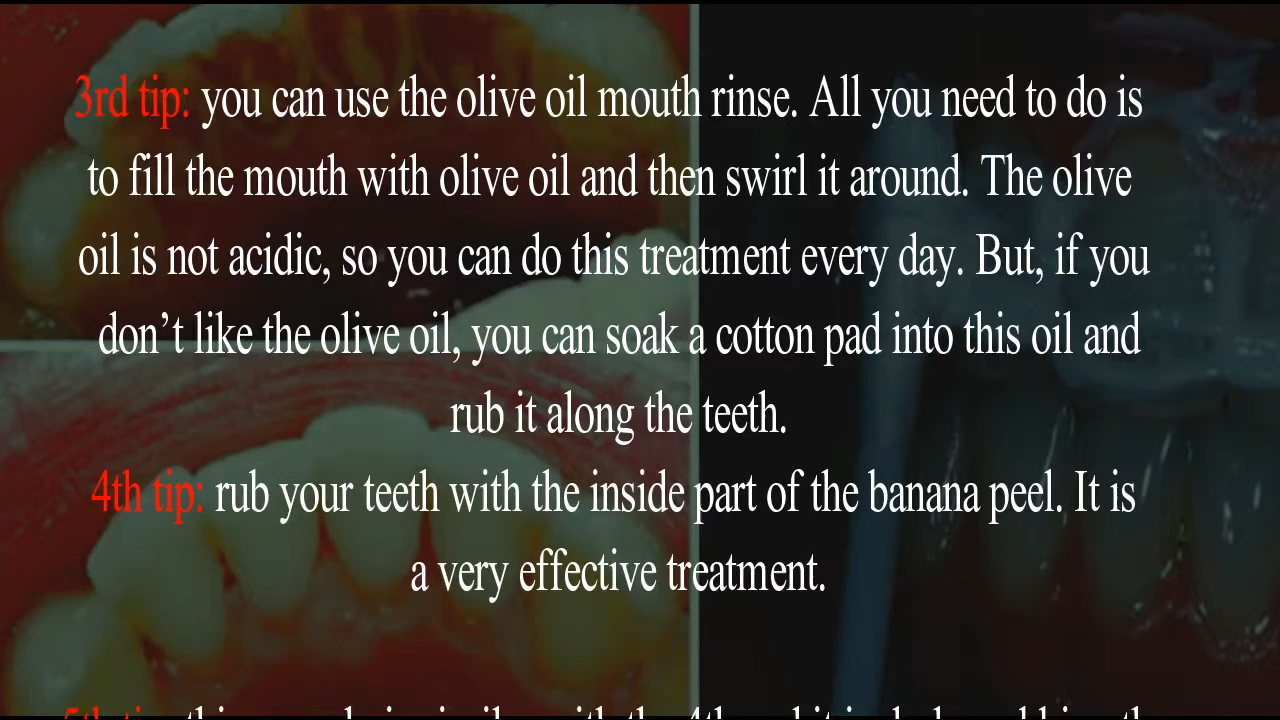 3rd tip: you can use the olive oil mouth rinse. All you need to do is
to fill the mouth with olive oil and then swirl it around. The olive
oil is not acidic, so you can do this treatment every day. But, if you
don’t like the olive oil, you can soak a cotton pad into this oil and
rub it along the teeth.
4th tip: rub your teeth with the inside part of the banana peel. It is
a very effective treatment.